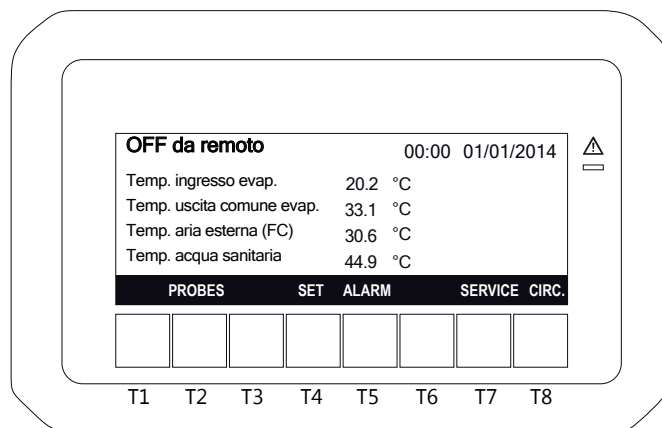 OFF da remoto 00:00 01/01/2014
Temp. ingresso evap. 20.2 °C
Temp. uscita comune evap. 33.1 °C
Temp. aria esterna (FC) 30.6 °C
Temp. acqua sanitaria 44.9 °C
PROBES SET ALARM SERVICE CIRC.
T1 T2 T3 T4 T5 T6 T7 T8